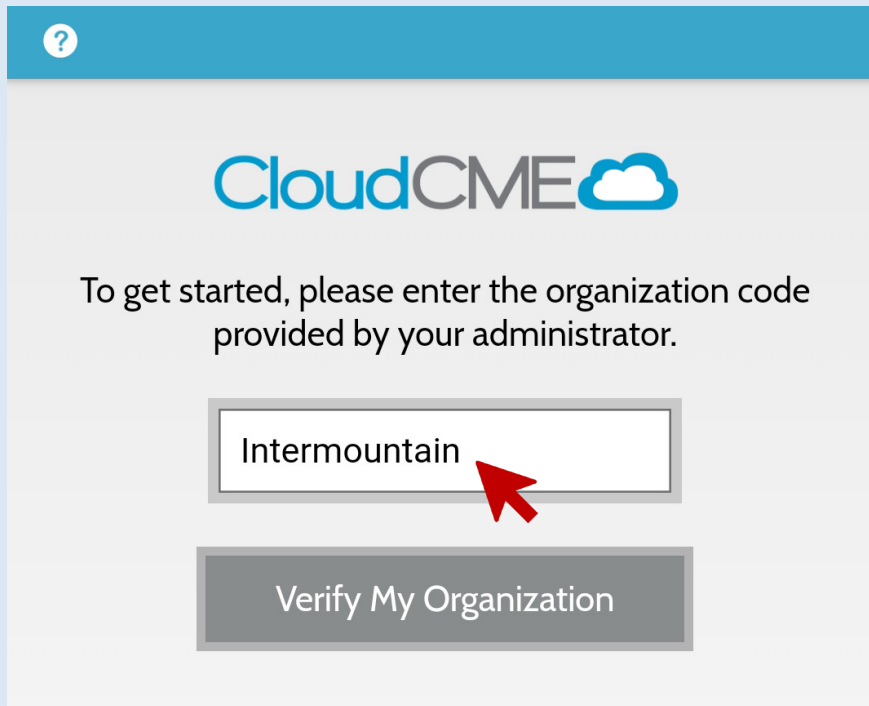 ?
CloudCME
To get started, please enter the organization code
provided by your administrator.
Intermountain
Verify My Organization